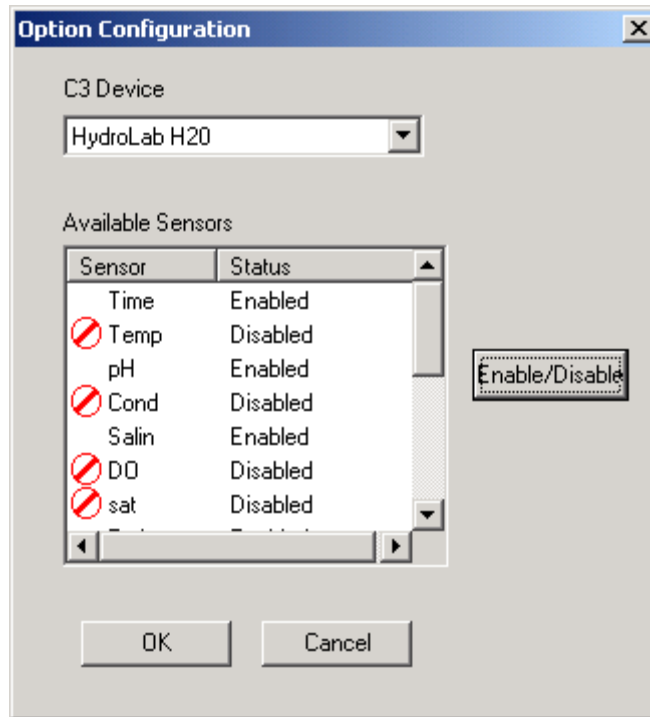 Option Configuration
C3 Device
HydroLab H20
Available Sensors
Sensor Status
Time Enabled
Temp Disabled
pH Enabled
Enable/Disable
Cond Disabled
Salin Enabled
DO Disabled
sat Disabled
OK Cancel